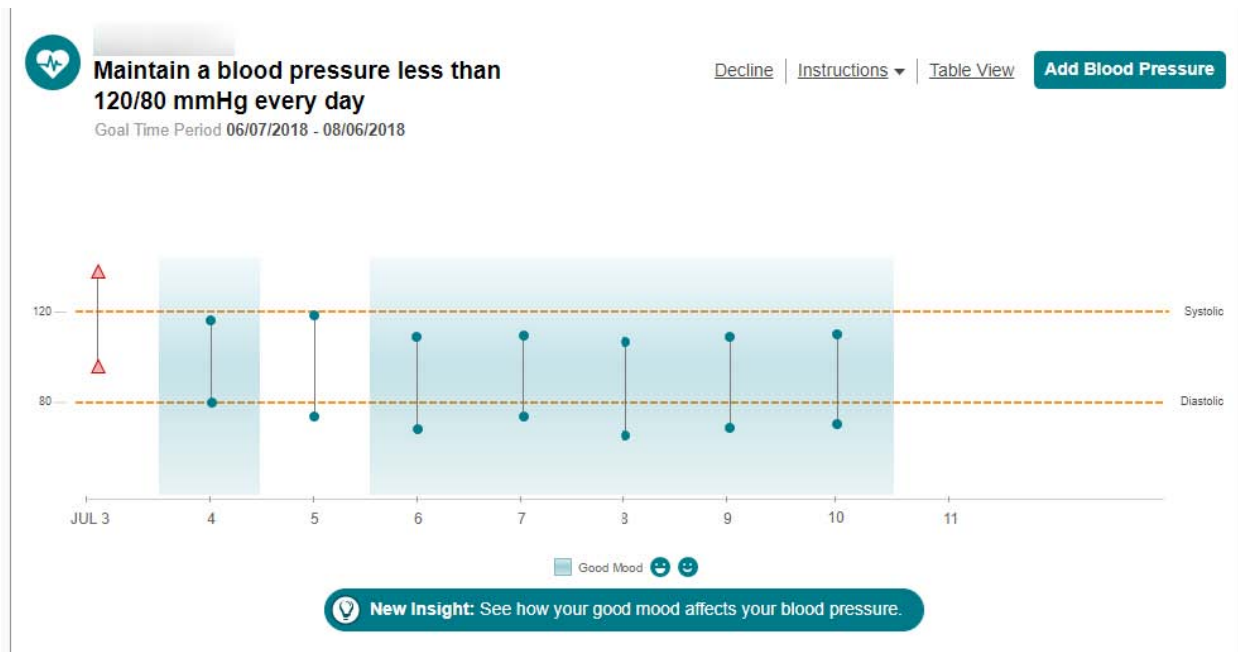 Maintain a blood pressure less than
120/80 mmHg every day
Goal Time Period 06/07/2018 - 08/06/2018
Decline
Instructions
Table View
Add Blood Pressure
120
Systolic
80
Diastolic
JUL 3
4
5
6
7
8
9
10
11
Good Mood
New Insight: See how your good mood affects your blood pressure.